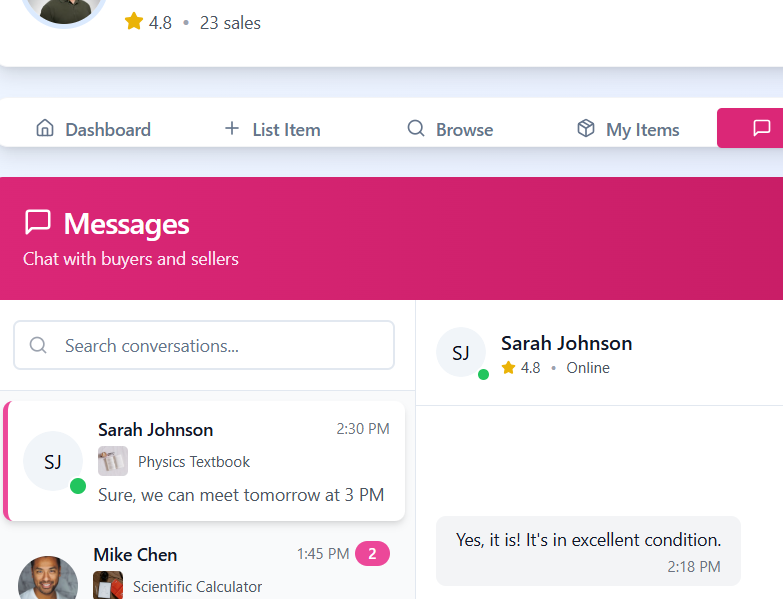 4.8 • 23 sales
Dashboard List Item Browse My Items
Messages
Chat with buyers and sellers
Search conversations...
SJ Sarah Johnson
4.8 • Online
Sarah Johnson 2:30 PM
SJ Physics Textbook
Sure, we can meet tomorrow at 3 PM
Mike Chen 1:45 PM 2
Scientific Calculator
Yes, it is! It's in excellent condition.
2:18 PM